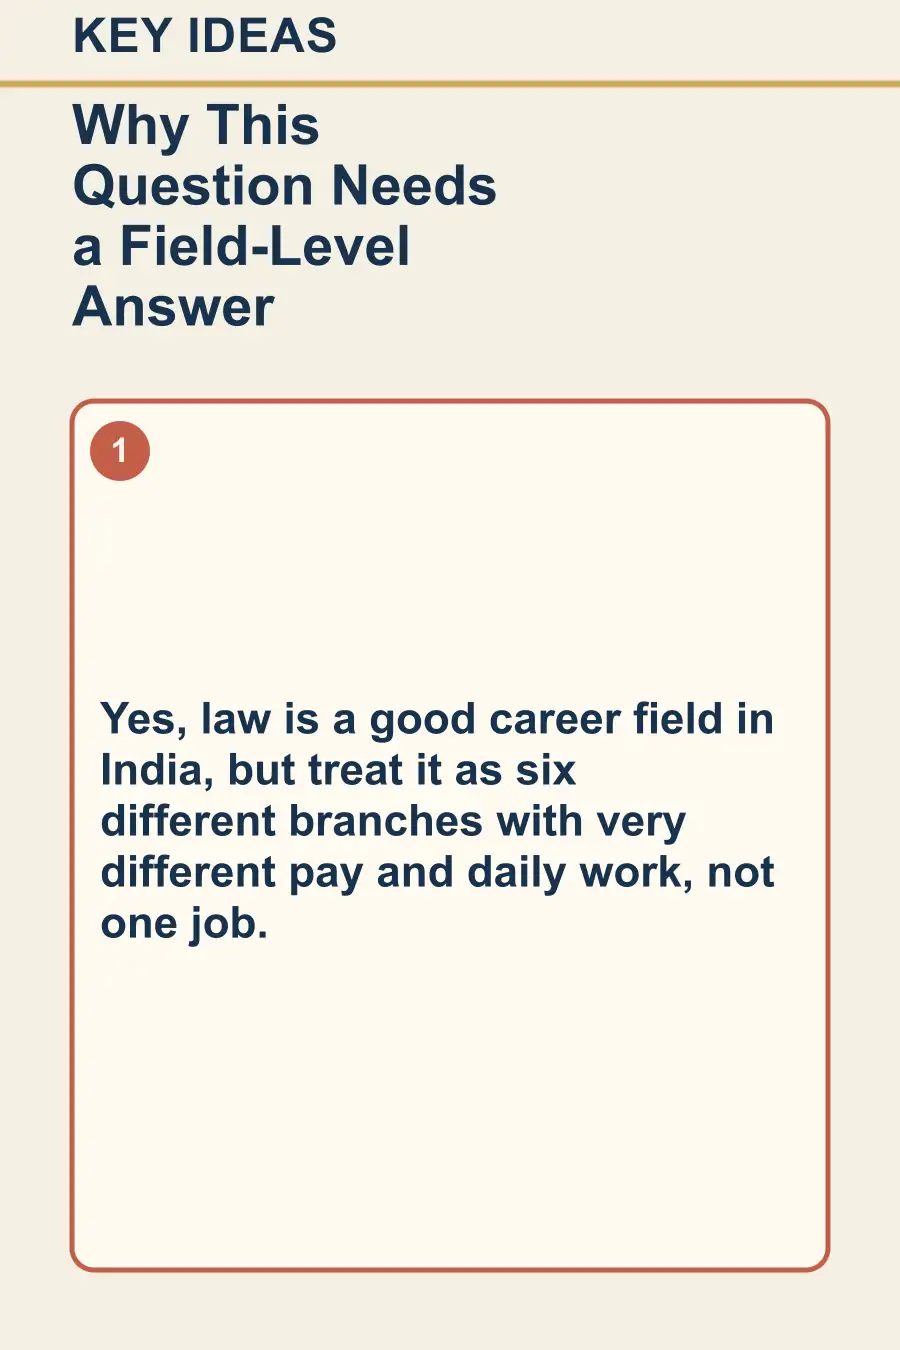 KEY IDEAS
Why This
Question Needs
a Field-Level
Answer
1
Yes, law is a good career field in
India, but treat it as six
different branches with very
different pay and daily work, not
one job.